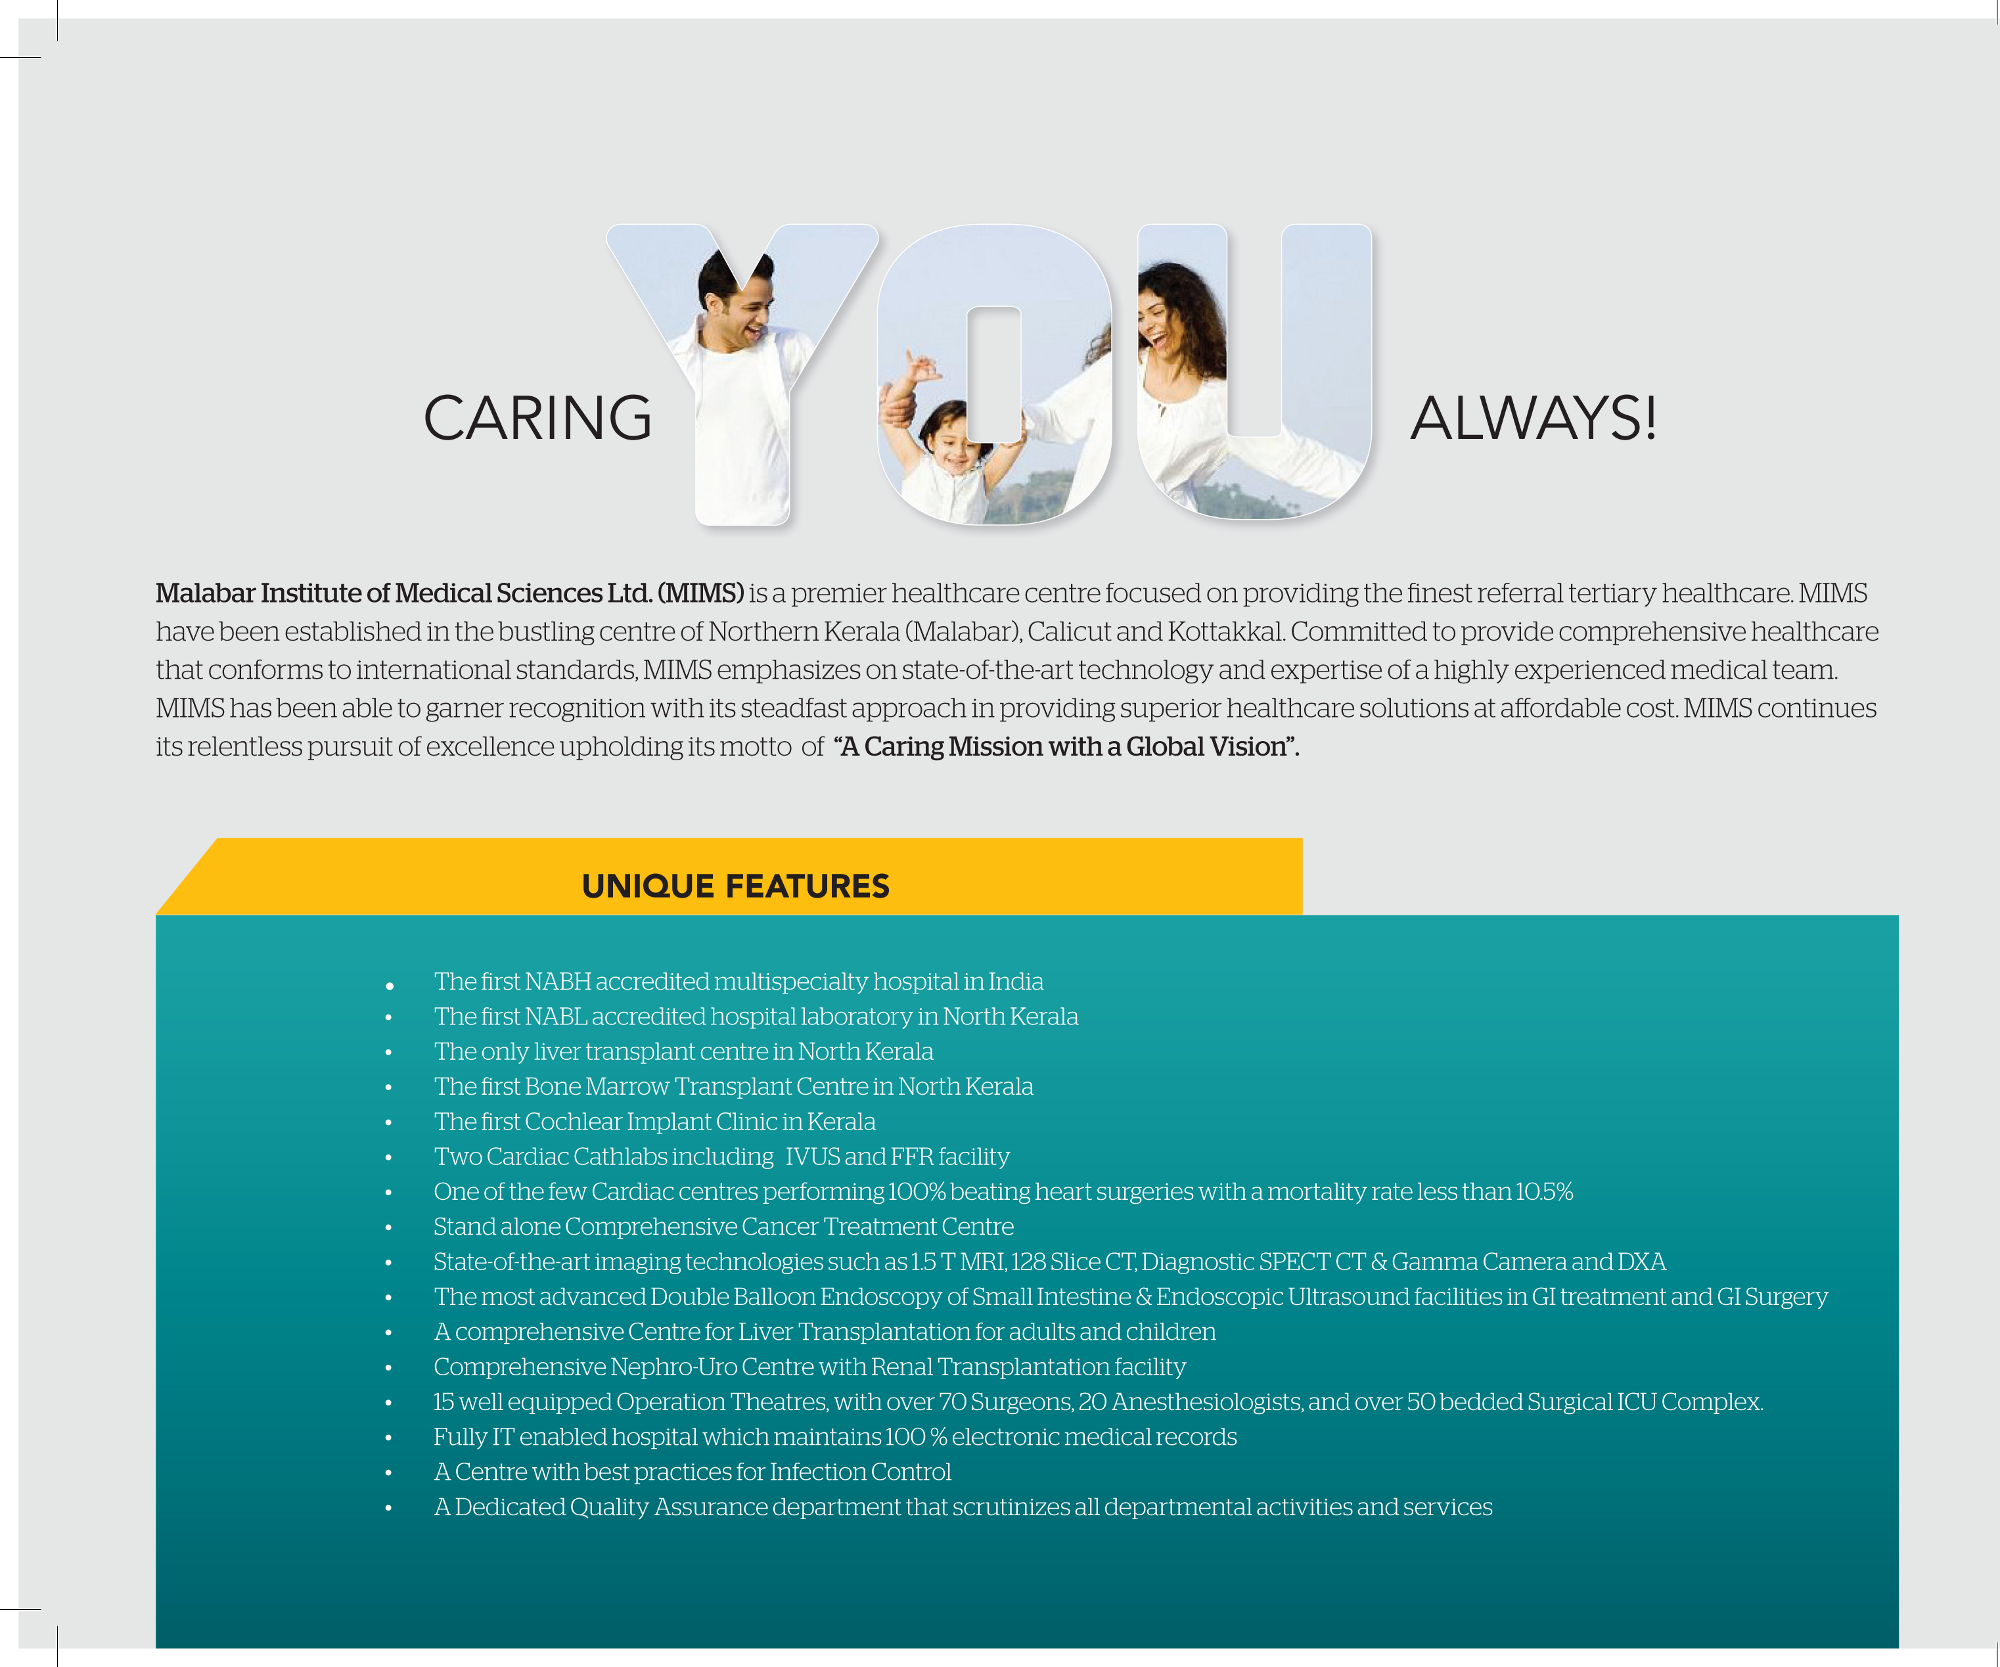 CARING YOU ALWAYS!
Malabar Institute of Medical Sciences Ltd. (MIMS) is a premier healthcare centre focused on providing the finest referral tertiary healthcare. MIMS
have been established in the bustling centre of Northern Kerala (Malabar), Calicut and Kottakkal. Committed to provide comprehensive healthcare
that conforms to international standards, MIMS emphasizes on state-of-the-art technology and expertise of a highly experienced medical team.
MIMS has been able to garner recognition with its steadfast approach in providing superior healthcare solutions at affordable cost. MIMS continues
its relentless pursuit of excellence upholding its motto of “A Caring Mission with a Global Vision”.
UNIQUE FEATURES
• The first NABH accredited multispecialty hospital in India
• The first NABL accredited hospital laboratory in North Kerala
• The only liver transplant centre in North Kerala
• The first Bone Marrow Transplant Centre in North Kerala
• The first Cochlear Implant Clinic in Kerala
• Two Cardiac Cathlabs including IVUS and FFR facility
• One of the few Cardiac centres performing 100% beating heart surgeries with a mortality rate less than 10.5%
• Stand alone Comprehensive Cancer Treatment Centre
• State-of-the-art imaging technologies such as 1.5 T MRI, 128 Slice CT, Diagnostic SPECT CT & Gamma Camera and DXA
• The most advanced Double Balloon Endoscopy of Small Intestine & Endoscopic Ultrasound facilities in GI treatment and GI Surgery
• A comprehensive Centre for Liver Transplantation for adults and children
• Comprehensive Nephro-Uro Centre with Renal Transplantation facility
• 15 well equipped Operation Theatres, with over 70 Surgeons, 20 Anesthesiologists, and over 50 bedded Surgical ICU Complex.
• Fully IT enabled hospital which maintains 100 % electronic medical records
• A Centre with best practices for Infection Control
• A Dedicated Quality Assurance department that scrutinizes all departmental activities and services